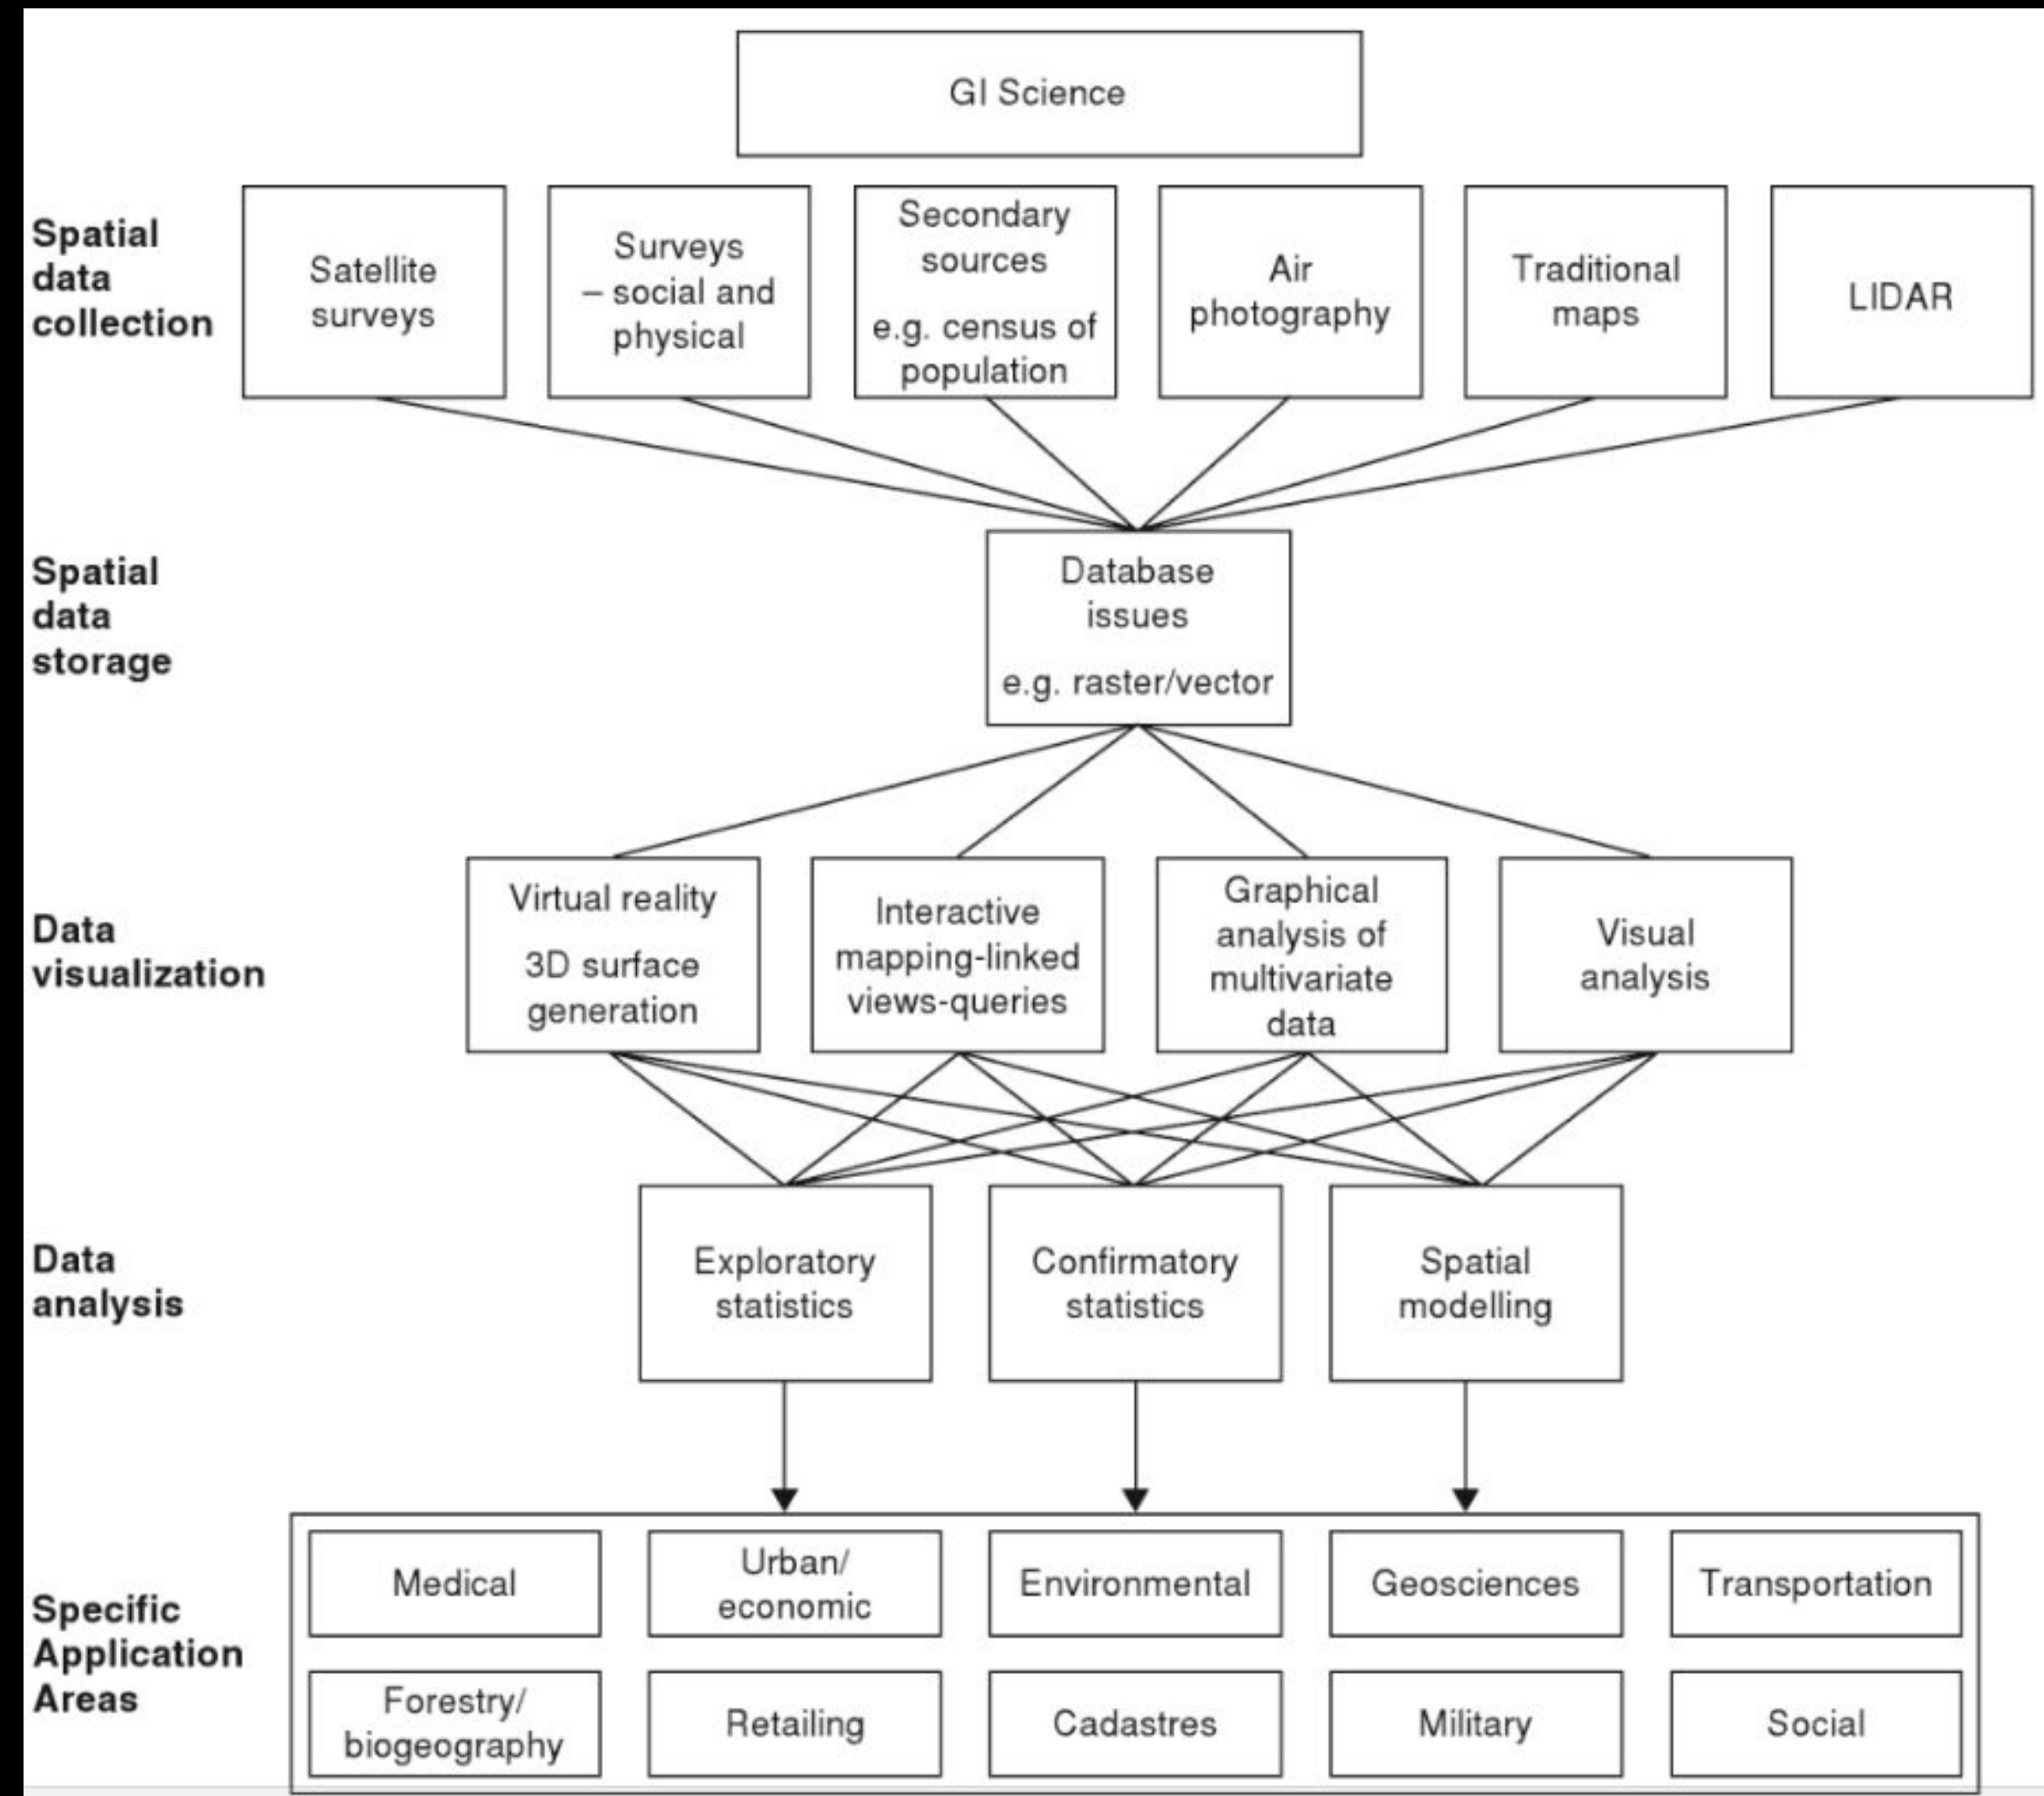 GI Science
Spatial
data
collection
Satellite
surveys
Surveys
– social and
physical
Secondary
sources
e.g. census of
population
Air
photography
Traditional
maps
LIDAR
Spatial
data
storage
Database
issues
e.g. raster/vector
Data
visualization
Virtual reality
3D surface
generation
Interactive
mapping-linked
views-queries
Graphical
analysis of
multivariate
data
Visual
analysis
Data
analysis
Exploratory
statistics
Confirmatory
statistics
Spatial
modelling
Specific
Application
Areas
Medical
Urban/
economic
Environmental
Geosciences
Transportation
Forestry/
biogeography
Retailing
Cadastres
Military
Social